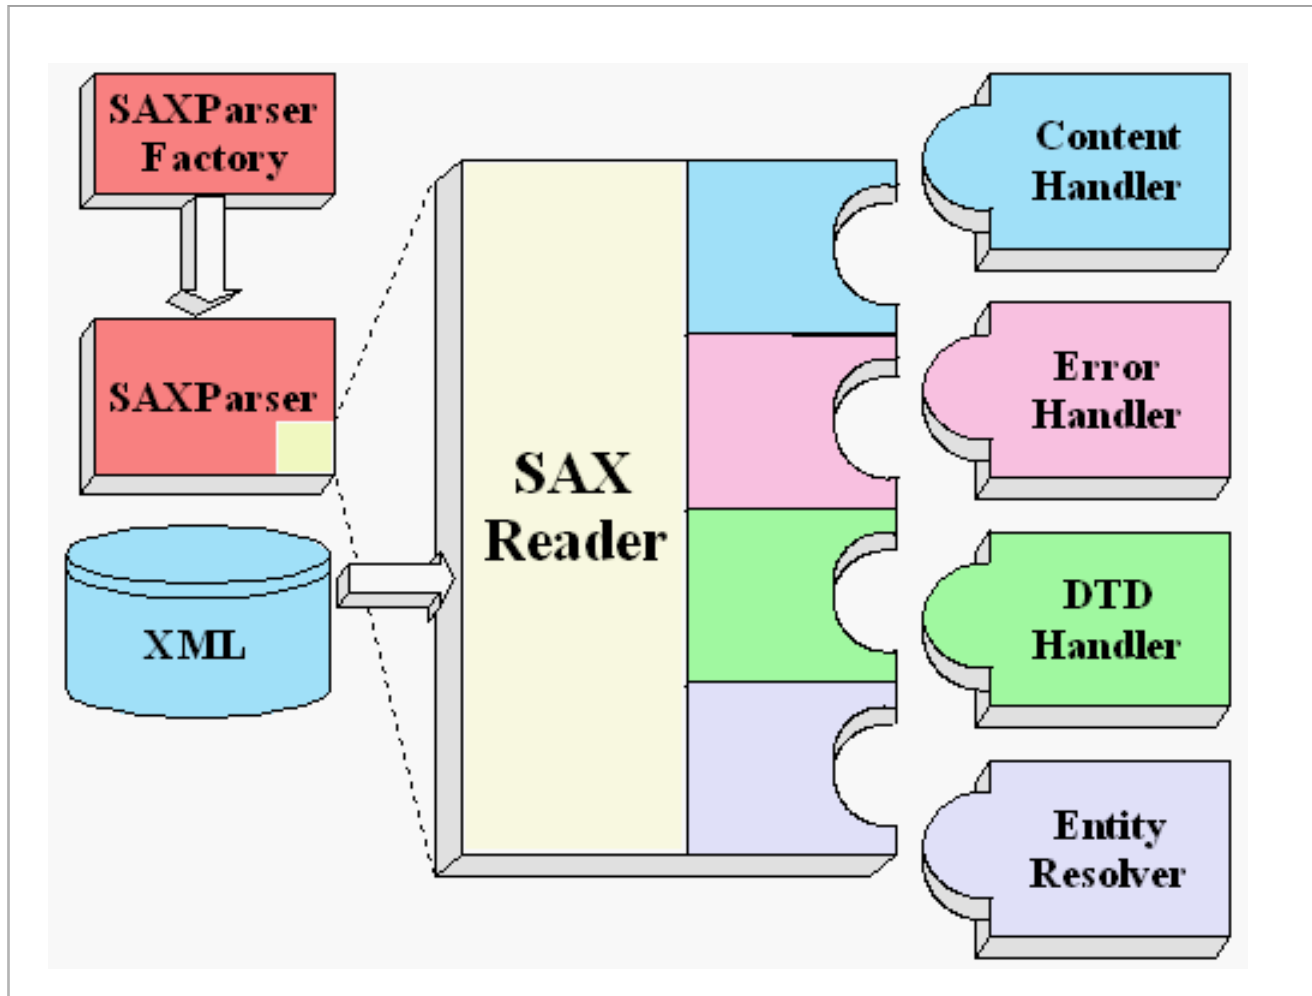 SAXParser
Factory
SAXParser
XML
SAX
Reader
Content
Handler
Error
Handler
DTD
Handler
Entity
Resolver